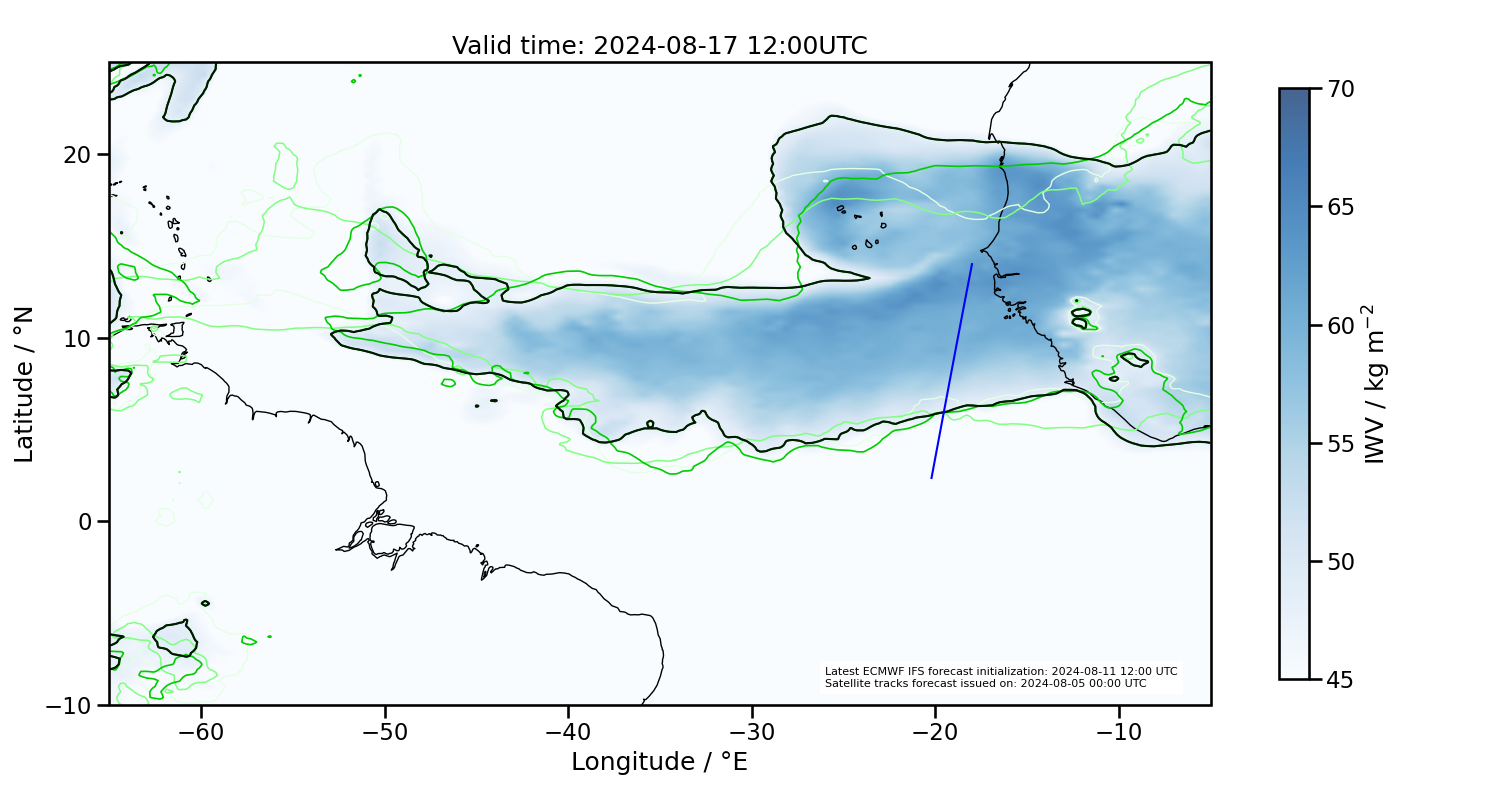 Valid time: 2024-08-17 12:00UTC
70
20
65
Latitude / °N
10
60
IWV / kg m−2
55
0
50
Latest ECMWF IFS forecast initialization: 2024-08-11 12:00 UTC
Satellite tracks forecast issued on: 2024-08-05 00:00 UTC
45
−10
−60 −50 −40 −30 −20 −10
Longitude / °E